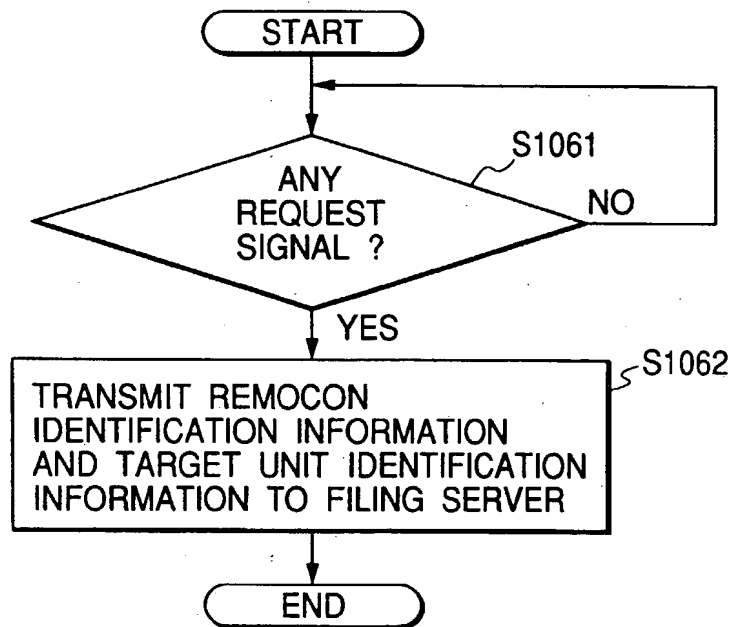 START
S1061
ANY
REQUEST
SIGNAL ?
NO
YES
S1062
TRANSMIT REMOCON
IDENTIFICATION INFORMATION
AND TARGET UNIT IDENTIFICATION
INFORMATION TO FILING SERVER
END